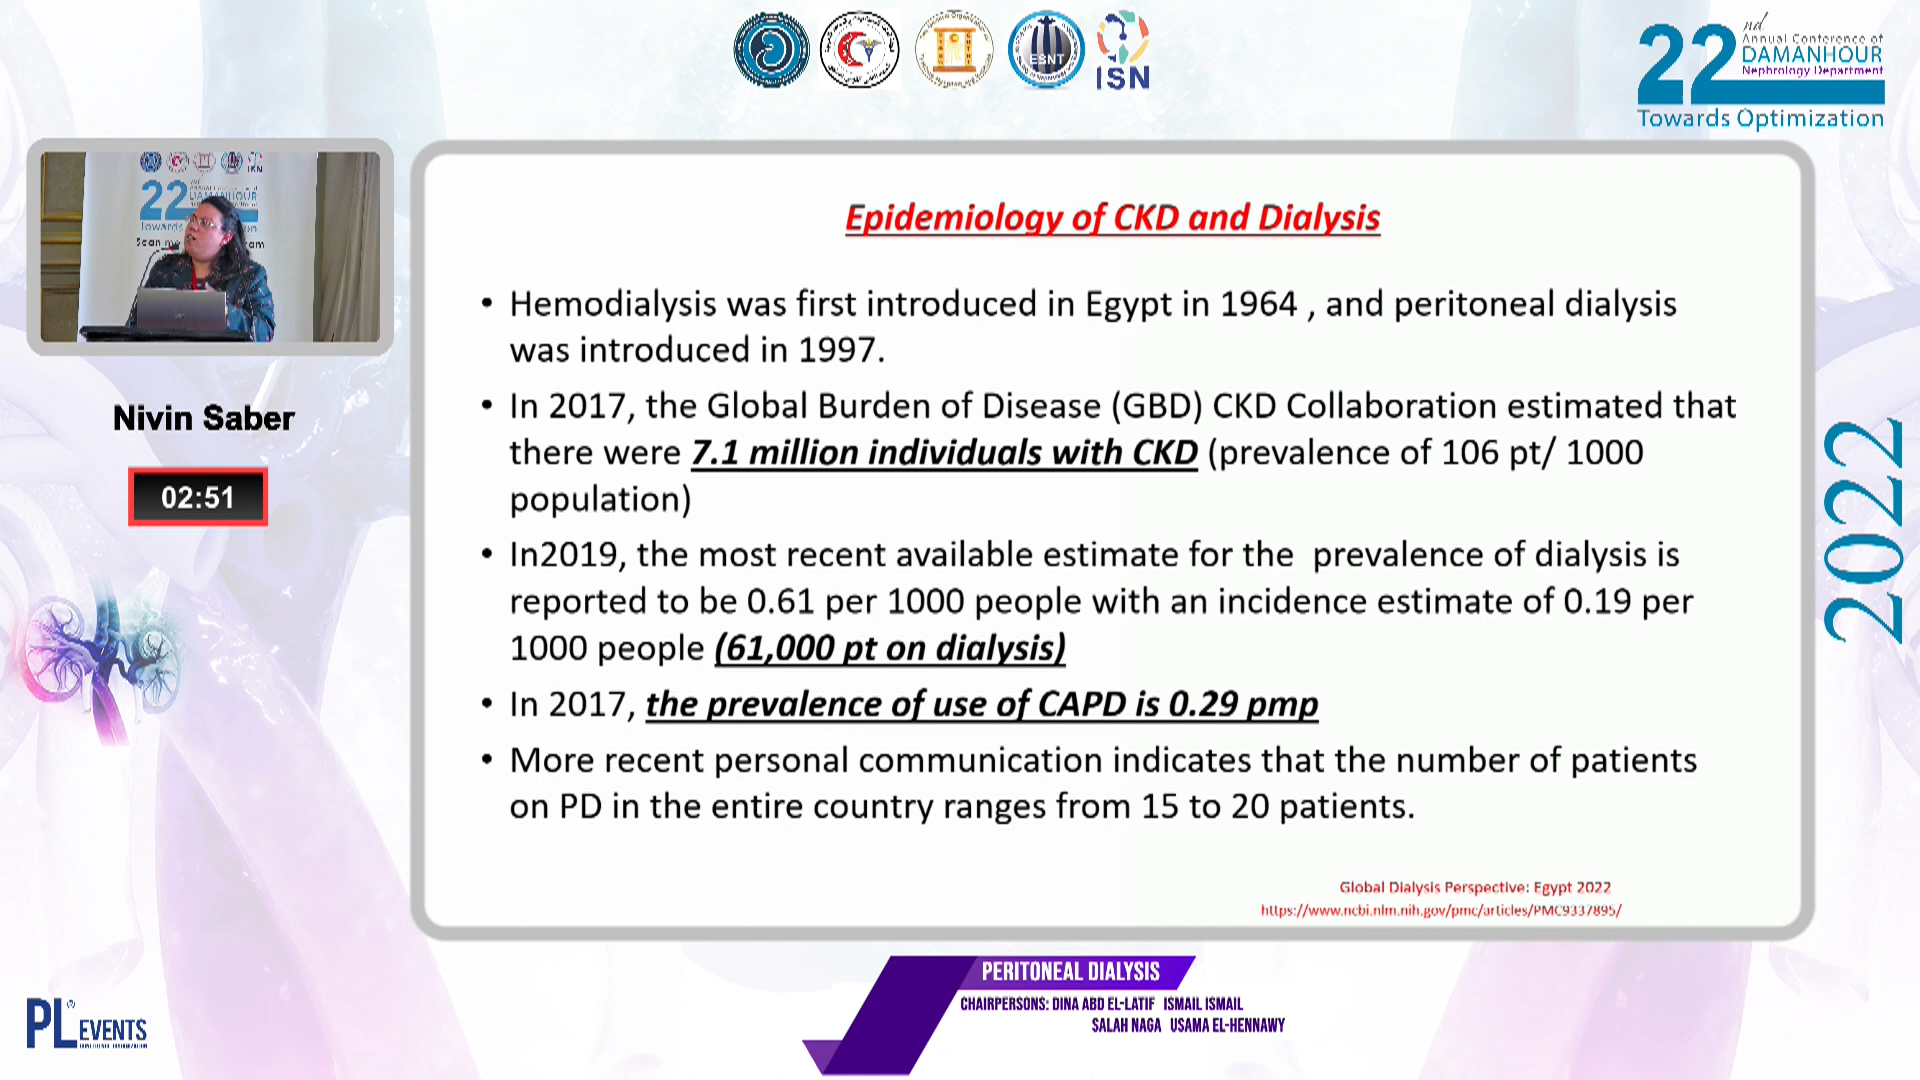 ESNT
ISN
22nd
Annual Conference of
DAMANHOUR
Nephrology Department
Towards Optimization
22
DAMANHOUR
Nivin Saber
02:51
Epidemiology of CKD and Dialysis
• Hemodialysis was first introduced in Egypt in 1964 , and peritoneal dialysis
was introduced in 1997.
• In 2017, the Global Burden of Disease (GBD) CKD Collaboration estimated that
there were 7.1 million individuals with CKD (prevalence of 106 pt/ 1000
population)
• In2019, the most recent available estimate for the  prevalence of dialysis is
reported to be 0.61 per 1000 people with an incidence estimate of 0.19 per
1000 people (61,000 pt on dialysis)
• In 2017, the prevalence of use of CAPD is 0.29 pmp
• More recent personal communication indicates that the number of patients
on PD in the entire country ranges from 15 to 20 patients.
Global Dialysis Perspective: Egypt 2022
https://www.ncbi.nlm.nih.gov/pmc/articles/PMC9337895/
2022
PERITONEAL DIALYSIS
CHAIRPERSONS: DINA ABD EL-LATIF ISMAIL ISMAIL
SALAH NAGA USAMA EL-HENNAWY
PL® EVENTS